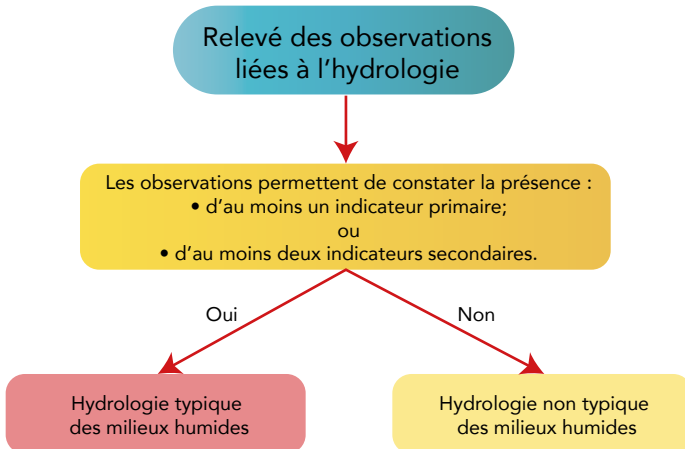 Relevé des observations
liées à l’hydrologie
Les observations permettent de constater la présence :
• d’au moins un indicateur primaire;
ou
• d’au moins deux indicateurs secondaires.
Oui
Non
Hydrologie typique
des milieux humides
Hydrologie non typique
des milieux humides